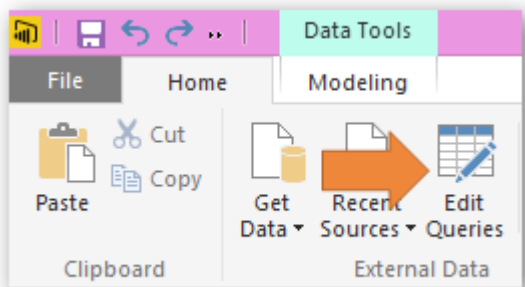 Data Tools
File Home Modeling
Cut
Copy
Paste
Get Data
Recent Sources
Edit Queries
Clipboard External Data